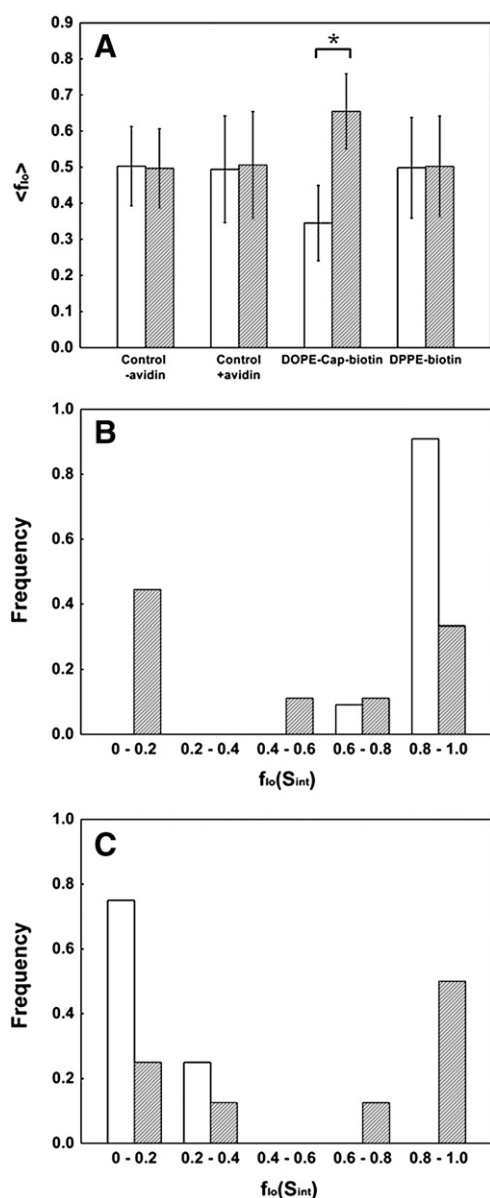 A
*
<f_lo>
0.9
0.8
0.7
0.6
0.5
0.4
0.3
0.2
0.1
0.0
Control Control DOPE-Cap-biotin DPPE-biotin
-avidin +avidin
B
Frequency
1.0
0.8
0.6
0.4
0.2
0.0
0 - 0.2 0.2 - 0.4 0.4 - 0.6 0.6 - 0.8 0.8 - 1.0
f_lo(S_int)
C
Frequency
1.0
0.8
0.6
0.4
0.2
0.0
0 - 0.2 0.2 - 0.4 0.4 - 0.6 0.6 - 0.8 0.8 - 1.0
f_lo(S_int)